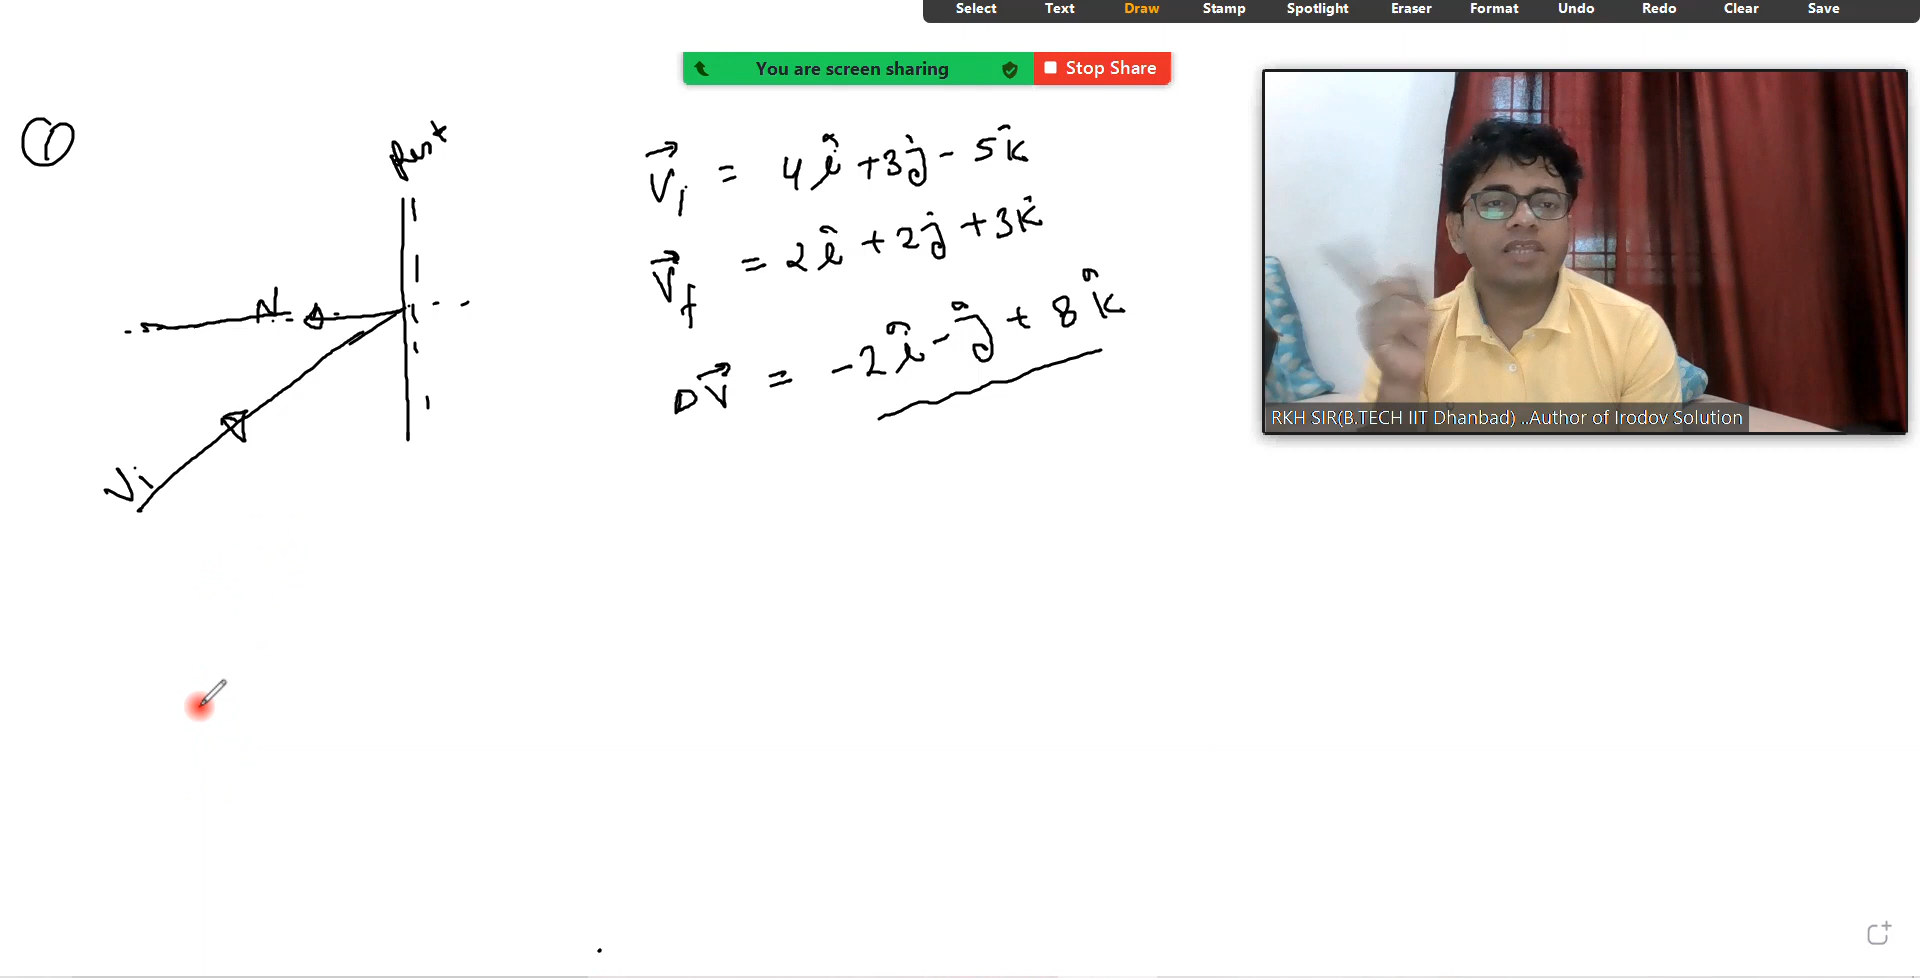 Select Text Draw Stamp Spotlight Eraser Format Undo Redo Clear Save
You are screen sharing Stop Share
①
Rest
N
Vi
V⃗i = 4î + 3ĵ - 5k̂
V⃗f = 2î + 2ĵ + 3k̂
ΔV⃗ = -2î - ĵ + 8k̂
RKH SIR(B.TECH IIT Dhanbad) ..Author of Irodov Solution